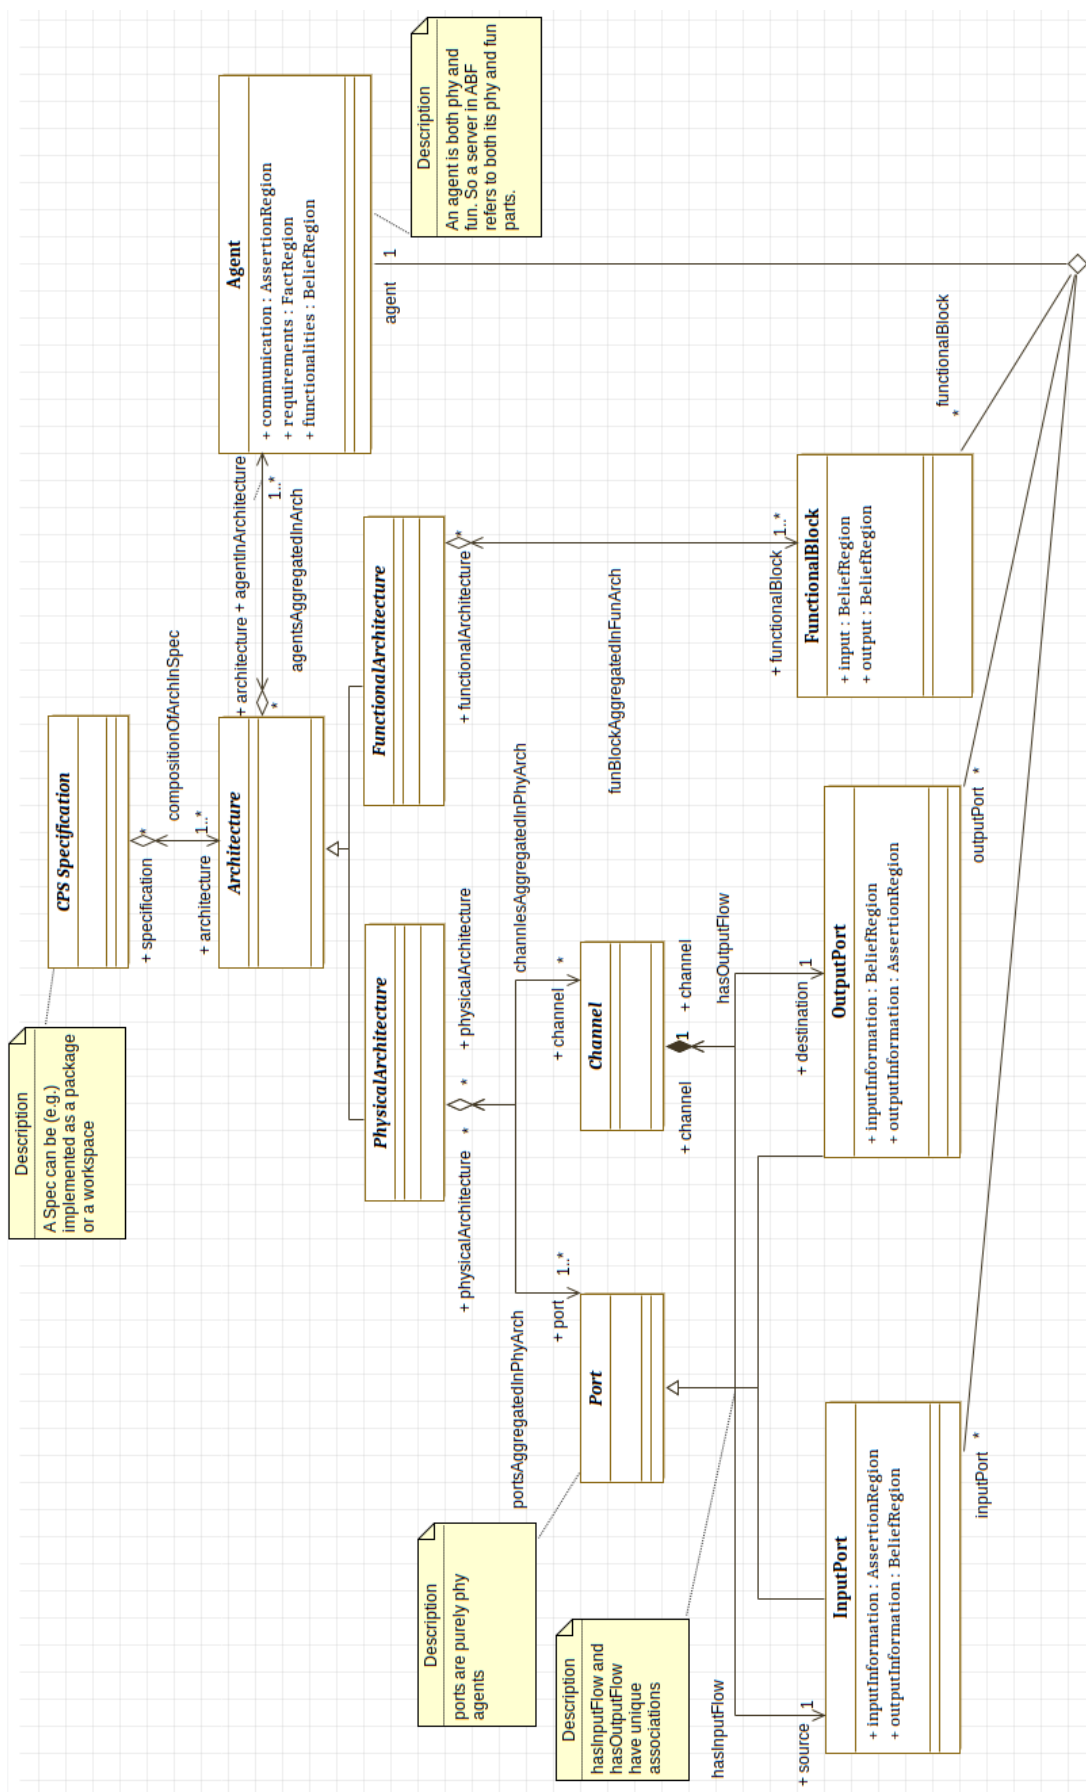 Description
A Spec can be (e.g.)
implemented as a package
or a workspace
CPS Specification
+ specification
*
compositionOfArchInSpec
+ architecture
1..*
Architecture
+ architecture
+ agentInArchitecture
*
1..*
agentsAggregatedInArch
Agent
+ communication : AssertionRegion
+ requirements : FactRegion
+ functionalities : BeliefRegion
Description
An agent is both phy and
fun. So a server in ABF
refers to both its phy and fun
parts.
agent
1
PhysicalArchitecture
FunctionalArchitecture
+ physicalArchitecture
*
*
+ physicalArchitecture
+ functionalArchitecture
*
portsAggregatedInPhyArch
channlesAggregatedInPhyArch
funBlockAggregatedInFunArch
+ port
1..*
+ channel
*
Description
ports are purely phy
agents
Port
Channel
+ channel
1
+ channel
Description
hasInputFlow and
hasOutputFlow
have unique
associations
hasInputFlow
hasOutputFlow
+ source
1
+ destination
1
+ functionalBlock
1..*
InputPort
+ inputInformation : AssertionRegion
+ outputInformation : BeliefRegion
OutputPort
+ inputInformation : BeliefRegion
+ outputInformation : AssertionRegion
FunctionalBlock
+ input : BeliefRegion
+ output : BeliefRegion
inputPort
*
outputPort
*
functionalBlock
*